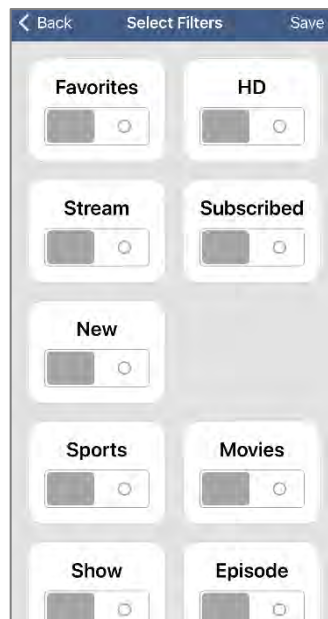 Back Select Filters Save
Favorites HD
Stream Subscribed
New
Sports Movies
Show Episode